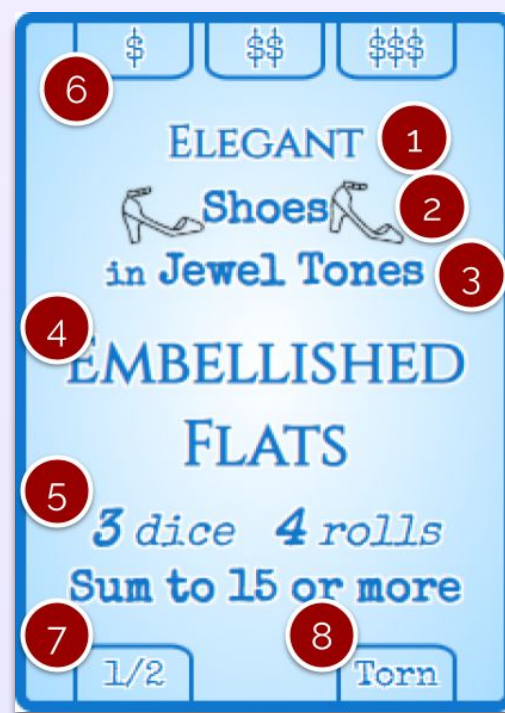 $ $$ $$$
6
ELEGANT 1
Shoes 2
in Jewel Tones 3
4
EMBELLISHED
FLATS
5
3 dice 4 rolls
Sum to 15 or more
7 8
1/2 Torn